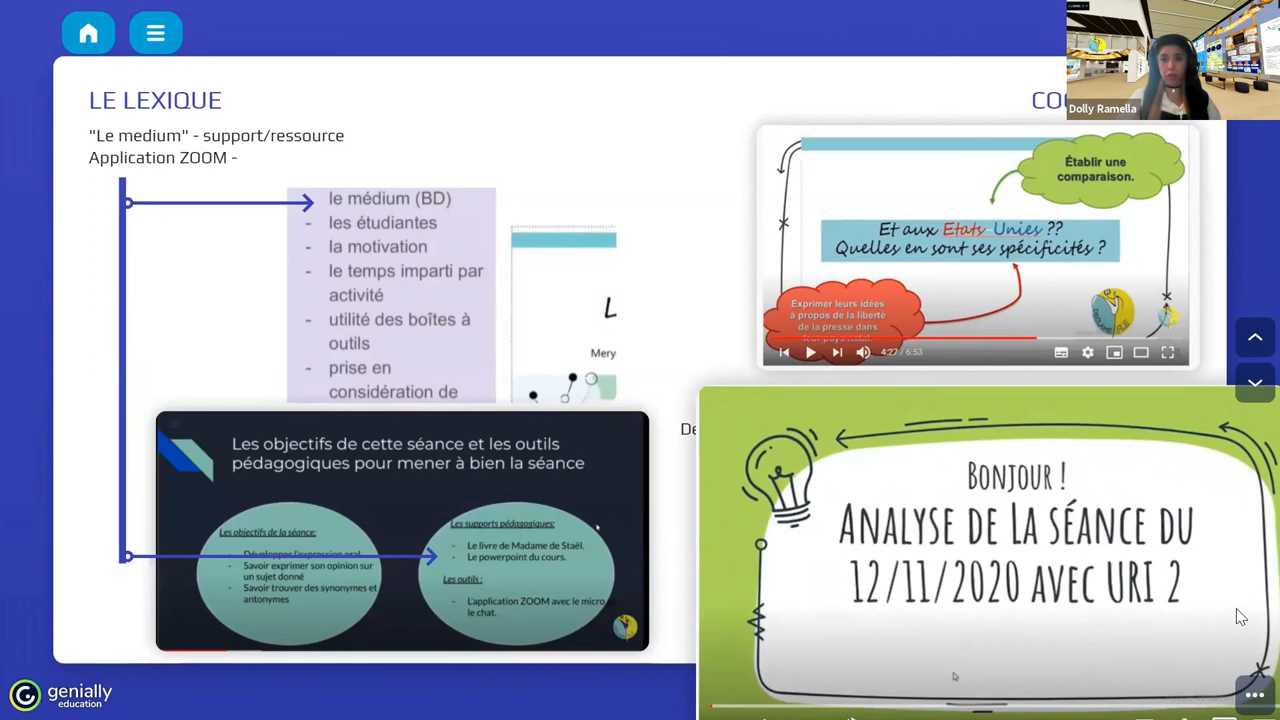 LE LEXIQUE
"Le medium" - support/ressource
Application ZOOM -
- le médium (BD)
- les étudiantes
- la motivation
- le temps imparti par
activité
- utilité des boîtes à
outils
- prise en
considération de
L
Mery
Les objectifs de cette séance et les outils
pédagogiques pour mener à bien la séance
Les objectifs de la séance:
- Développer l'expression oral
- Savoir exprimer son opinion sur
un sujet donné
- Savoir trouver des synonymes et
antonymes
Les supports pédagogiques:
- Le livre de Madame de Staël.
- Le powerpoint du cours.
Les outils :
- L'application ZOOM avec le micro
le chat.
CO
Dolly Ramella
Établir une
comparaison.
Et aux Etats-Unies ??
Quelles en sont ses spécificités ?
Exprimer leurs idées
à propos de la liberté
de la presse dans
leur pays natal.
4:27 / 6:53
De
BONJOUR !
ANALYSE DE LA SÉANCE DU
12/11/2020 AVEC URI 2
genially
education